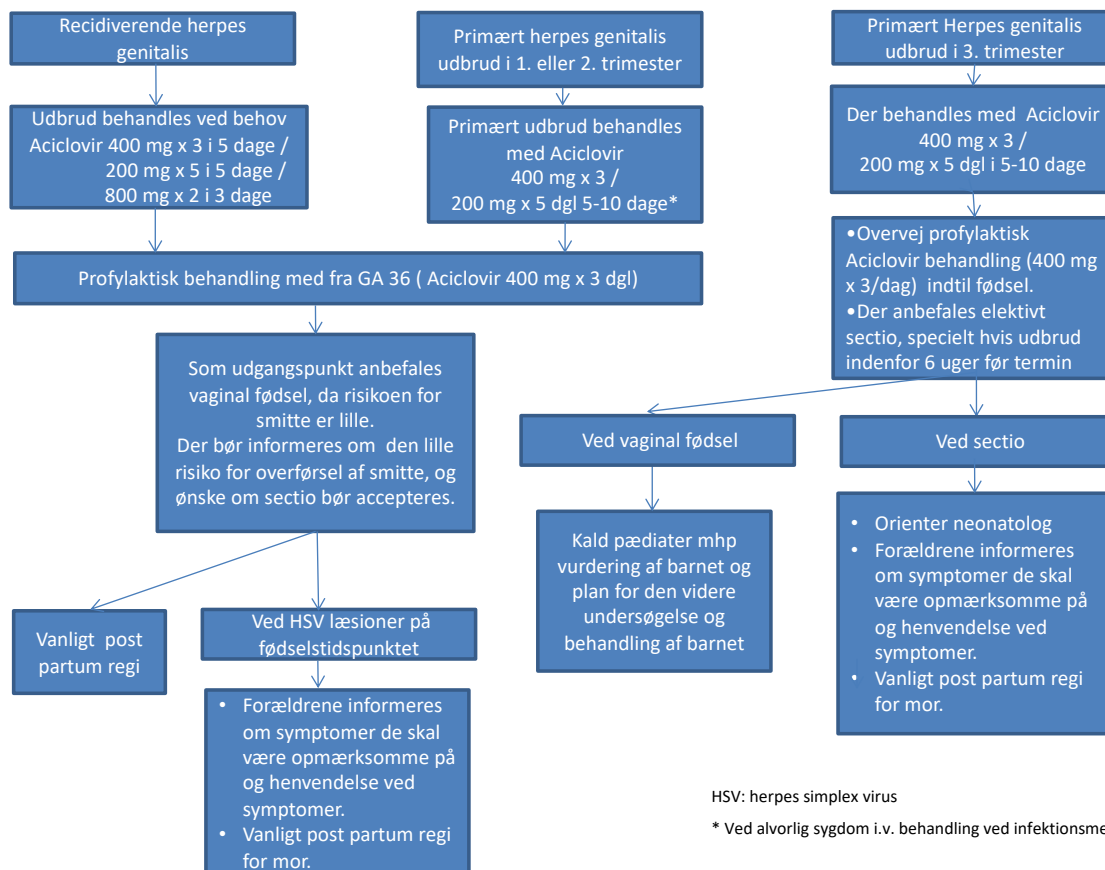 Recidiverende herpes
genitalis
Udbrud behandles ved behov
Aciclovir 400 mg x 3 i 5 dage /
200 mg x 5 i 5 dage /
800 mg x 2 i 3 dage
Primært herpes genitalis
udbrud i 1. eller 2. trimester
Primært udbrud behandles
med Aciclovir
400 mg x 3 /
200 mg x 5 dgl 5-10 dage*
Profylaktisk behandling med fra GA 36 ( Aciclovir 400 mg x 3 dgl)
Som udgangspunkt anbefales
vaginal fødsel, da risikoen for
smitte er lille.
Der bør informeres om den lille
risiko for overførsel af smitte, og
ønske om sectio bør accepteres.
Vanligt post
partum regi
Ved HSV læsioner på
fødselstidspunktet
• Forældrene informeres
om symptomer de skal
være opmærksomme på
og henvendelse ved
symptomer.
• Vanligt post partum regi
for mor.
Primært Herpes Genitalis
udbrud i 3. trimester
Der behandles med Aciclovir
400 mg x 3 /
200 mg x 5 dgl i 5-10 dage
•Overvej profylaktisk
Aciclovir behandling (400 mg
x 3/dag) indtil fødsel.
•Der anbefales elektivt
sectio, specielt hvis udbrud
indenfor 6 uger før termin
Ved vaginal fødsel
Kald pædiater mhp
vurdering af barnet og
plan for den videre
undersøgelse og
behandling af barnet
Ved sectio
• Orienter neonatolog
• Forældrene informeres
om symptomer de skal
være opmærksomme på
og henvendelse ved
symptomer.
• Vanligt post partum regi
for mor.
HSV: herpes simplex virus
* Ved alvorlig sygdom i.v. behandling ved